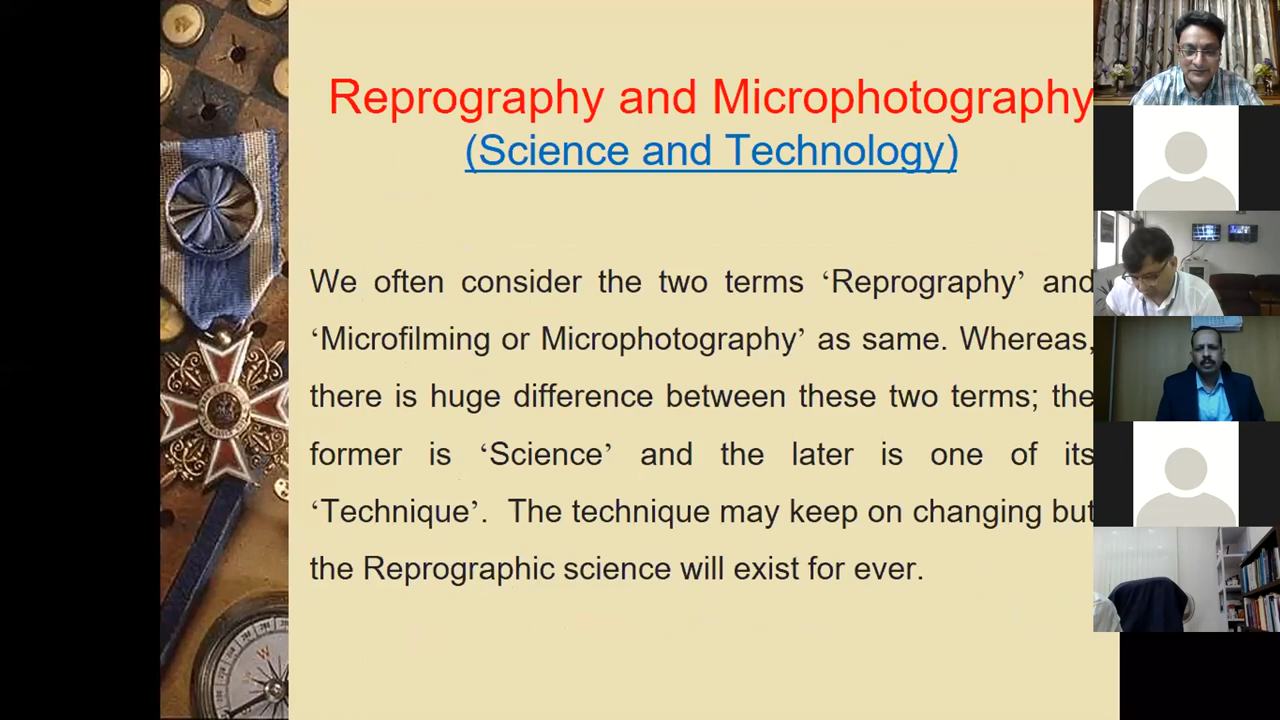 Reprography and Microphotography
(Science and Technology)
We often consider the two terms ‘Reprography’ and
‘Microfilming or Microphotography’ as same. Whereas,
there is huge difference between these two terms; the
former is ‘Science’ and the later is one of its
‘Technique’. The technique may keep on changing but
the Reprographic science will exist for ever.